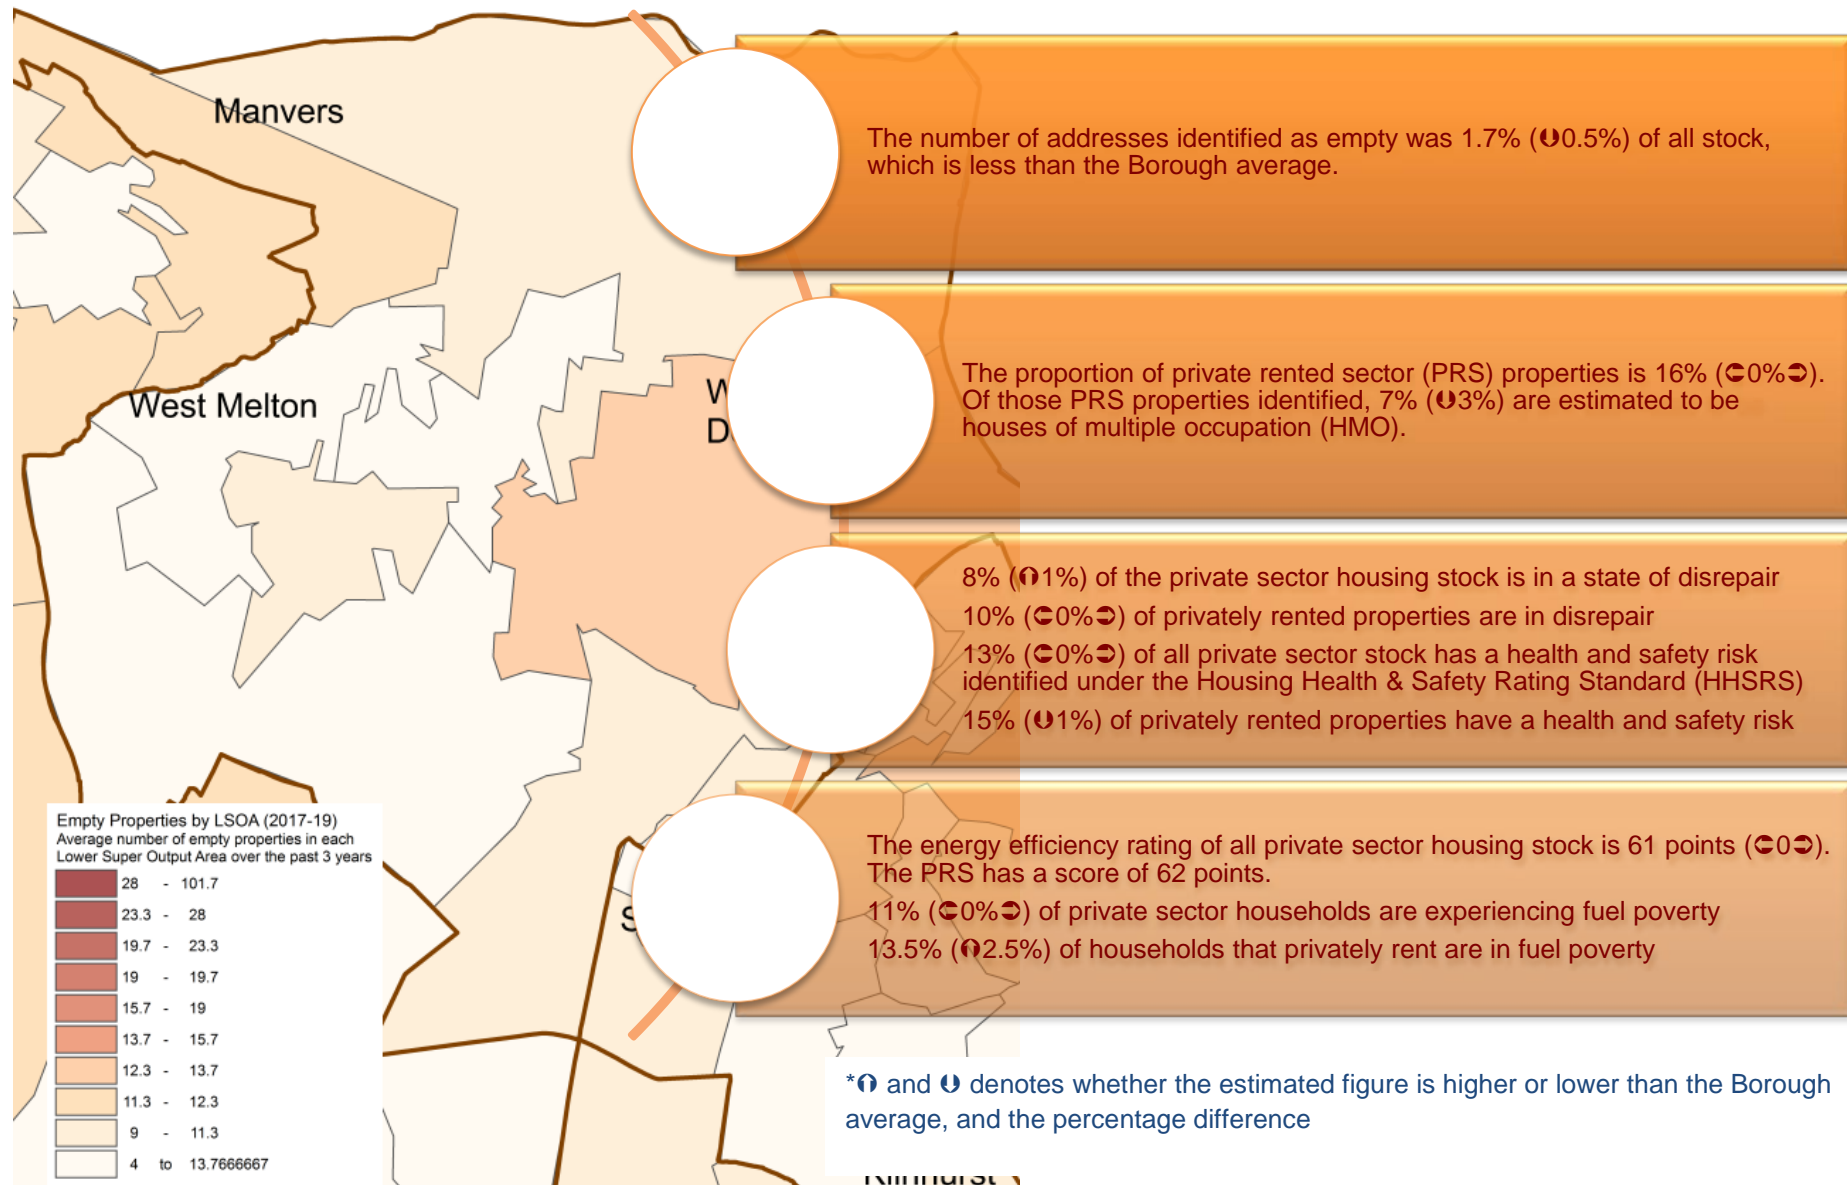 Manvers
West Melton
The number of addresses identified as empty was 1.7% (⮋0.5%) of all stock,
which is less than the Borough average.
The proportion of private rented sector (PRS) properties is 16% (⮈0%⮊).
Of those PRS properties identified, 7% (⮋3%) are estimated to be
houses of multiple occupation (HMO).
8% (⮉1%) of the private sector housing stock is in a state of disrepair
10% (⮈0%⮊) of privately rented properties are in disrepair
13% (⮈0%⮊) of all private sector stock has a health and safety risk
identified under the Housing Health & Safety Rating Standard (HHSRS)
15% (⮋1%) of privately rented properties have a health and safety risk
The energy efficiency rating of all private sector housing stock is 61 points (⮈0⮊).
The PRS has a score of 62 points.
11% (⮈0%⮊) of private sector households are experiencing fuel poverty
13.5% (⮉2.5%) of households that privately rent are in fuel poverty
*⮉ and ⮋ denotes whether the estimated figure is higher or lower than the Borough
average, and the percentage difference
Empty Properties by LSOA (2017-19)
Average number of empty properties in each
Lower Super Output Area over the past 3 years
28 - 101.7
23.3 - 28
19.7 - 23.3
19 - 19.7
15.7 - 19
13.7 - 15.7
12.3 - 13.7
11.3 - 12.3
9 - 11.3
4 to 13.7666667